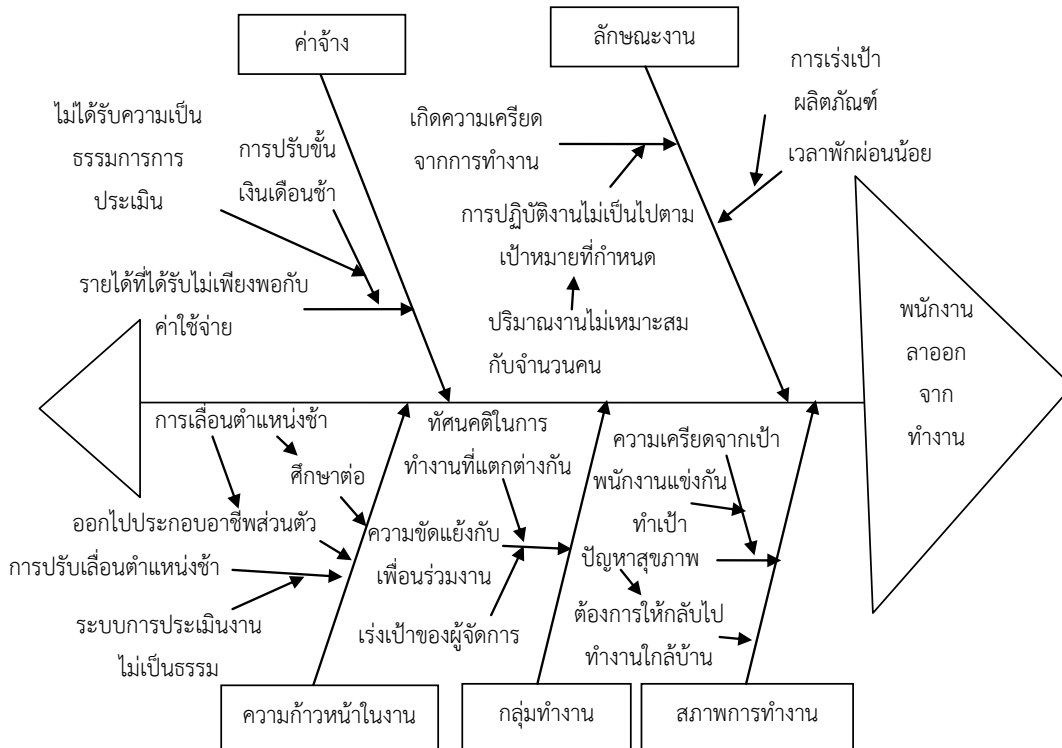 ค่าจ้าง
ลักษณะงาน
ไม่ได้รับความเป็น
ธรรมการการ
ประเมิน
การปรับขั้น
เงินเดือนช้า
รายได้ที่ได้รับไม่เพียงพอกับ
ค่าใช้จ่าย
เกิดความเครียด
จากการทำงาน
การปฏิบัติงานไม่เป็นไปตาม
เป้าหมายที่กำหนด
ปริมาณงานไม่เหมาะสม
กับจำนวนคน
การเร่งเป้า
ผลิตภัณฑ์
เวลาพักผ่อนน้อย
พนักงาน
ลาออก
จาก
ทำงาน
การเลื่อนตำแหน่งช้า
ศึกษาต่อ
ออกไปประกอบอาชีพส่วนตัว
การปรับเลื่อนตำแหน่งช้า
ระบบการประเมินงาน
ไม่เป็นธรรม
ทัศนคติในการ
ทำงานที่แตกต่างกัน
ความขัดแย้งกับ
เพื่อนร่วมงาน
เร่งเป้าของผู้จัดการ
ความเครียดจากเป้า
พนักงานแข่งกัน
ทำเป้า
ปัญหาสุขภาพ
ต้องการให้กลับไป
ทำงานใกล้บ้าน
ความก้าวหน้าในงาน
กลุ่มทำงาน
สภาพการทำงาน